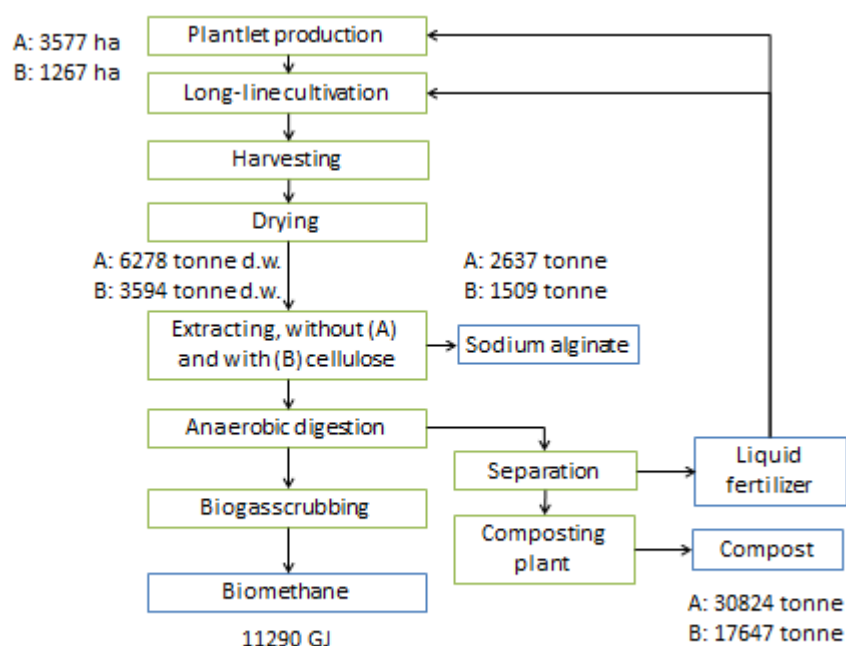 Plantlet production
A: 3577 ha
B: 1267 ha
Long-line cultivation
Harvesting
Drying
A: 6278 tonne d.w.
B: 3594 tonne d.w.
A: 2637 tonne
B: 1509 tonne
Extracting, without (A)
and with (B) cellulose
Sodium alginate
Anaerobic digestion
Separation
Liquid
fertilizer
Biogasscrubbing
Composting
plant
Compost
Biomethane
A: 30824 tonne
B: 17647 tonne
11290 GJ